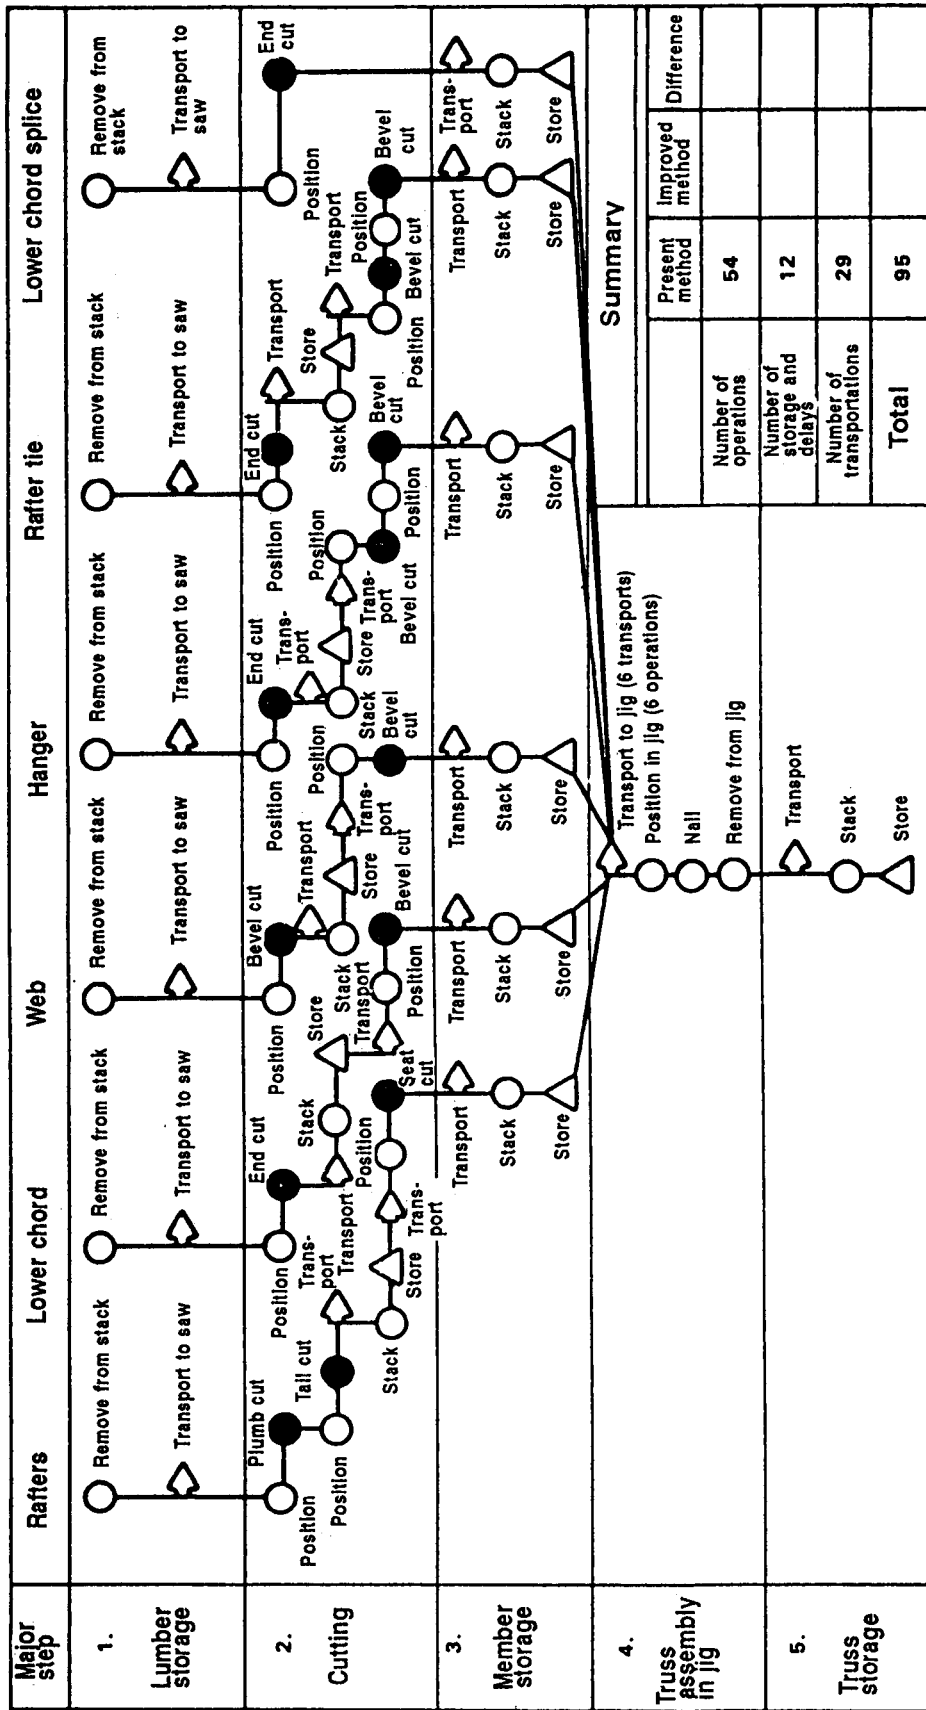 Major
step
Rafters
Lower chord
Web
Hanger
Rafter tie
Lower chord splice
1.
Lumber
storage
Remove from stack
Transport to saw
Remove from stack
Transport to saw
Remove from stack
Transport to saw
Remove from stack
Transport to saw
Remove from stack
Transport to saw
Remove from
stack
Transport to
saw
2.
Cutting
Position
Plumb cut
Position
Tail cut
Transport
Stack
Store
Trans-
port
Position
Seat
cut
Position
End cut
Trans-
port
Stack
Store
Transport
Position
Bevel cut
Position
Bevel cut
Transport
Stack
Store
Trans-
port
Position
Bevel
cut
Position
End cut
Trans-
port
Stack
Store
Trans-
port
Position
Bevel cut
Position
Bevel
cut
Position
End cut
Transport
Stack
Store
Transport
Position
Bevel cut
Position
Bevel
cut
Position
End
cut
3.
Member
storage
Transport
Stack
Store
Transport
Stack
Store
Transport
Stack
Store
Transport
Stack
Store
Transport
Stack
Store
Trans-
port
Stack
Store
4.
Truss
assembly
in jig
Transport to jig (6 transports)
Position in jig (6 operations)
Nail
Remove from jig
5.
Truss
storage
Transport
Stack
Store
Summary
Present
method
Improved
method
Difference
Number of
operations
54
Number of
storage and
delays
12
Number of
transportations
29
Total
95